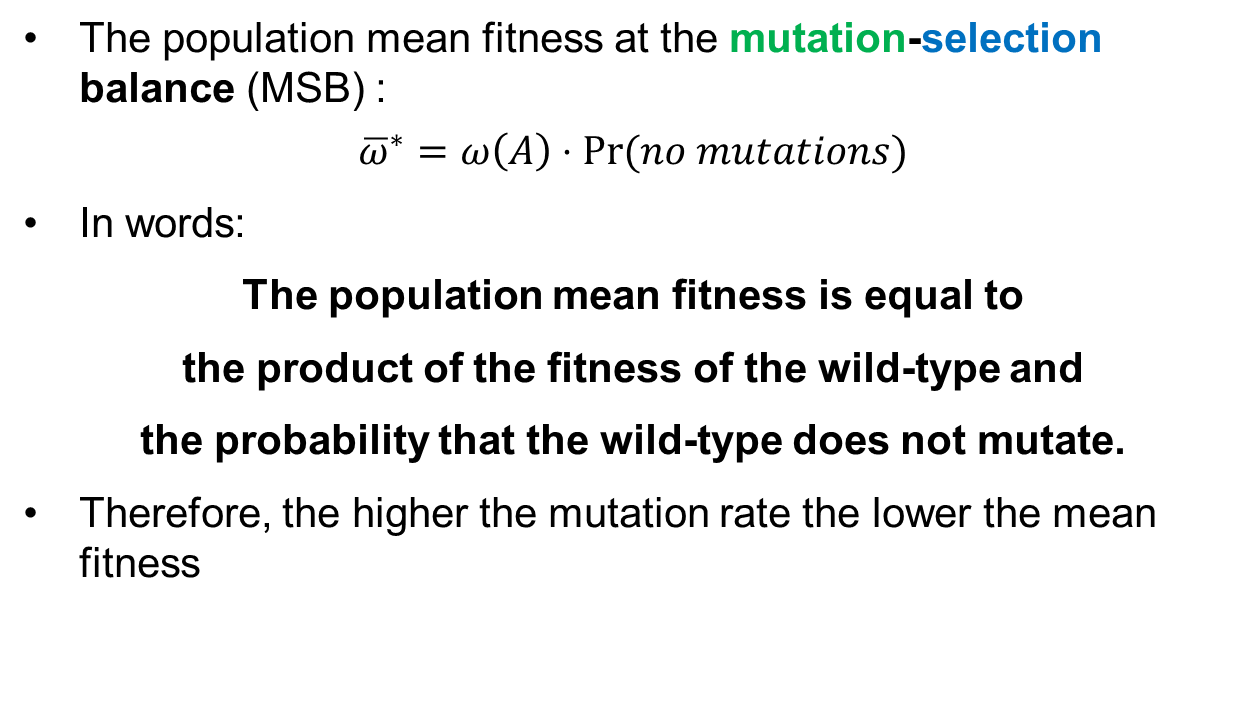 • The population mean fitness at the mutation-selection
balance (MSB) :
ω̅* = ω(A) · Pr(no mutations)
• In words:
The population mean fitness is equal to
the product of the fitness of the wild-type and
the probability that the wild-type does not mutate.
• Therefore, the higher the mutation rate the lower the mean
fitness